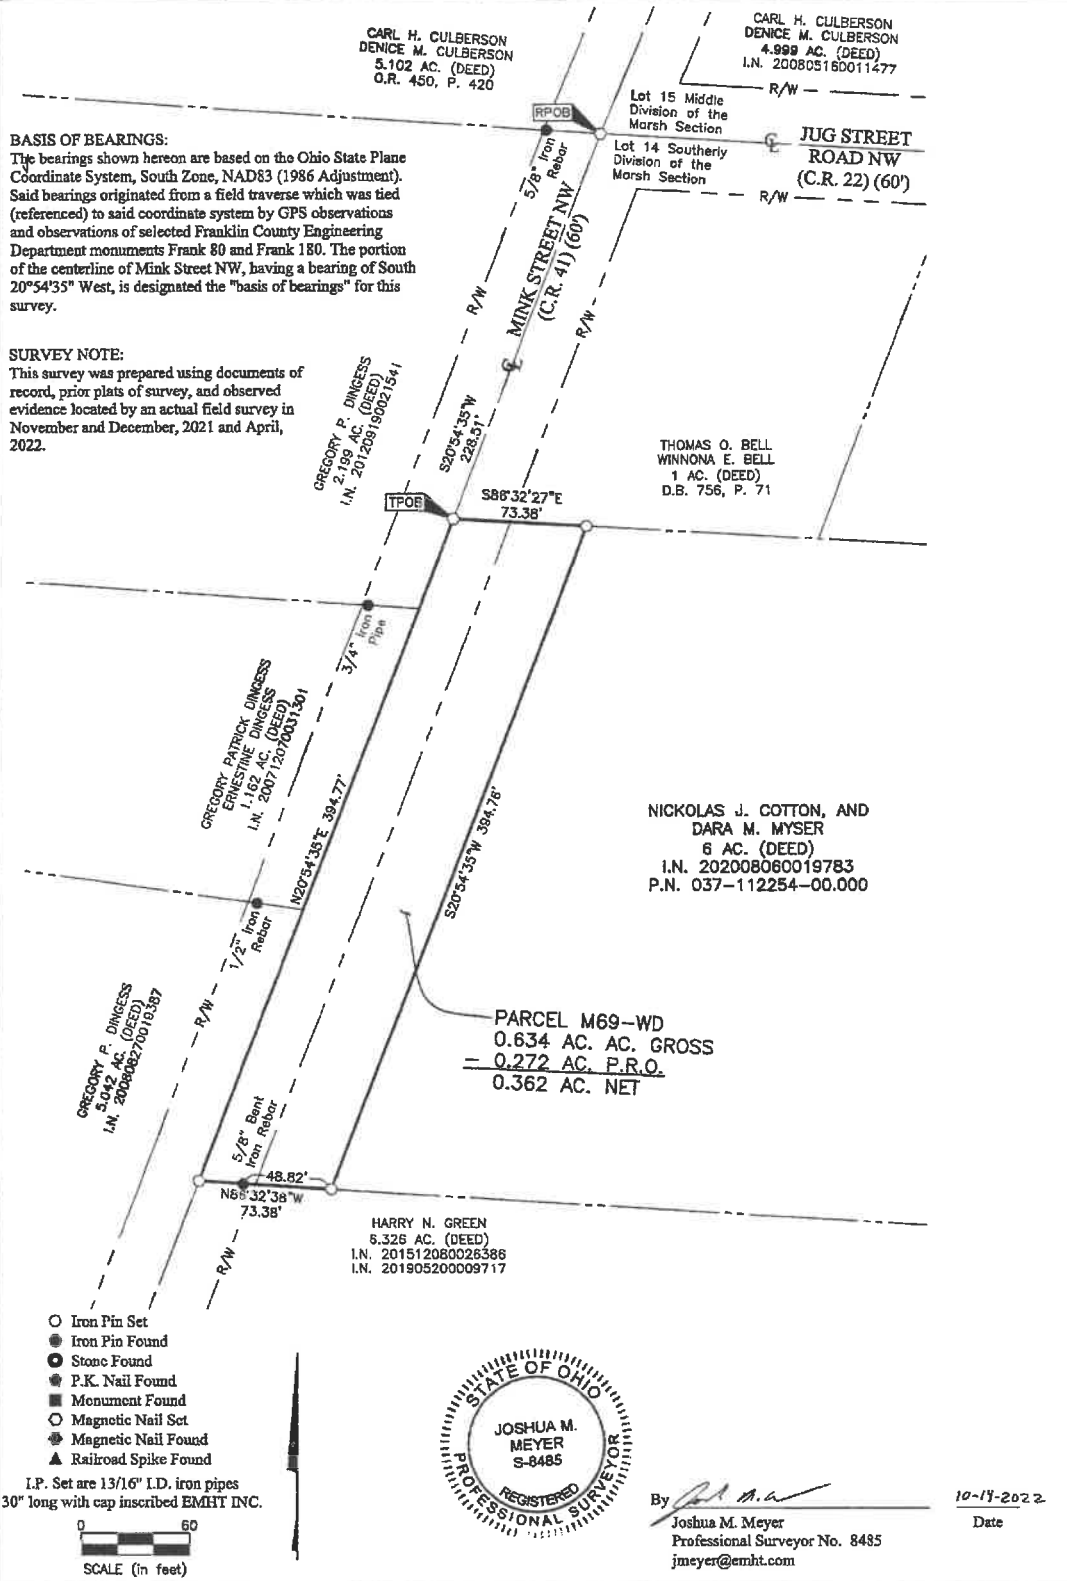 CARL H. CULBERSON
DENICE M. CULBERSON
5.102 AC. (DEED)
O.R. 450, P. 420
CARL H. CULBERSON
DENICE M. CULBERSON
4.999 AC. (DEED)
I.N. 200805160011477
R/W
RPOB
Lot 15 Middle
Division of the
Marsh Section
Lot 14 Southerly
Division of the
Marsh Section
CL
JUG STREET
ROAD NW
(C.R. 22) (60')
R/W
5/8" Iron
Rebar
BASIS OF BEARINGS:
The bearings shown hereon are based on the Ohio State Plane
Coordinate System, South Zone, NAD83 (1986 Adjustment).
Said bearings originated from a field traverse which was tied
(referenced) to said coordinate system by GPS observations
and observations of selected Franklin County Engineering
Department monuments Frank 80 and Frank 180. The portion
of the centerline of Mink Street NW, having a bearing of South
20°54'35" West, is designated the "basis of bearings" for this
survey.
MINK STREET NW
(C.R. 41) (60')
R/W
R/W
CL
SURVEY NOTE:
This survey was prepared using documents of
record, prior plats of survey, and observed
evidence located by an actual field survey in
November and December, 2021 and April,
2022.
GREGORY P. DINGESS
2.199 AC. (DEED)
I.N. 201209190021541
S20°54'35"W
228.51'
THOMAS O. BELL
WINNONA E. BELL
1 AC. (DEED)
D.B. 756, P. 71
TPOB
S86°32'27"E
73.38'
3/4" Iron
Pipe
GREGORY PATRICK DINGESS
ERNESTINE DINGESS
1.162 AC. (DEED)
I.N. 200712070031301
N20°54'35"E 394.77'
S20°54'35"W 394.76'
NICKOLAS J. COTTON, AND
DARA M. MYSER
6 AC. (DEED)
I.N. 202008060019783
P.N. 037-112254-00.000
1/2" Iron
Rebar
R/W
GREGORY P. DINGESS
5.042 AC. (DEED)
I.N. 200808270019387
PARCEL M69-WD
0.634 AC. AC. GROSS
- 0.272 AC. P.R.O.
0.362 AC. NET
5/8" Bent
Iron Rebar
48.82'
N86°32'38"W
73.38'
R/W
HARRY N. GREEN
6.326 AC. (DEED)
I.N. 201512080026386
I.N. 201905200009717
Iron Pin Set
Iron Pin Found
Stone Found
P.K. Nail Found
Monument Found
Magnetic Nail Set
Magnetic Nail Found
Railroad Spike Found
I.P. Set are 13/16" I.D. iron pipes
30" long with cap inscribed EMHT INC.
0 60
SCALE (in feet)
STATE OF OHIO
JOSHUA M.
MEYER
S-8485
REGISTERED
PROFESSIONAL SURVEYOR
By
Joshua M. Meyer
Professional Surveyor No. 8485
jmeyer@emht.com
10-14-2022
Date